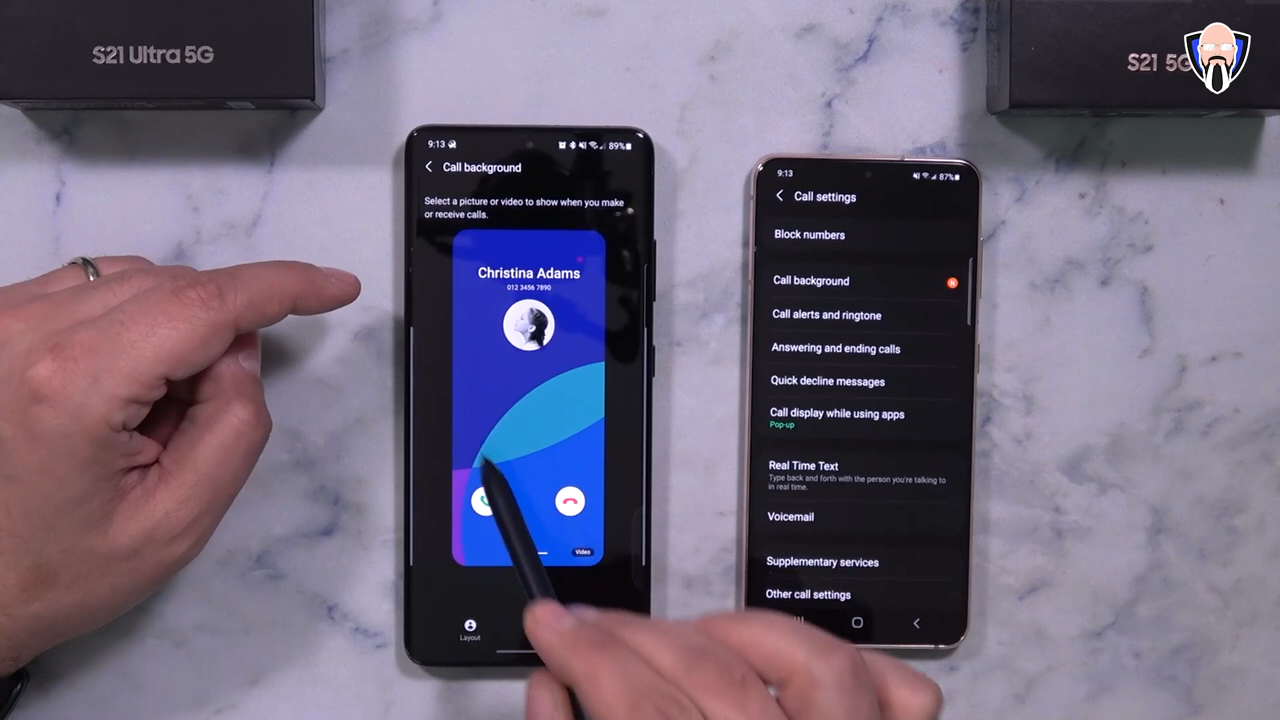 S21 Ultra 5G
S21 5G
9:13
89%
Call background
Select a picture or video to show when you make
or receive calls.
Christina Adams
012 3456 7890
Video
Layout
9:13
87%
Call settings
Block numbers
Call background
N
Call alerts and ringtone
Answering and ending calls
Quick decline messages
Call display while using apps
Pop-up
Real Time Text
Type back and forth with the person you're talking to
in real time.
Voicemail
Supplementary services
Other call settings